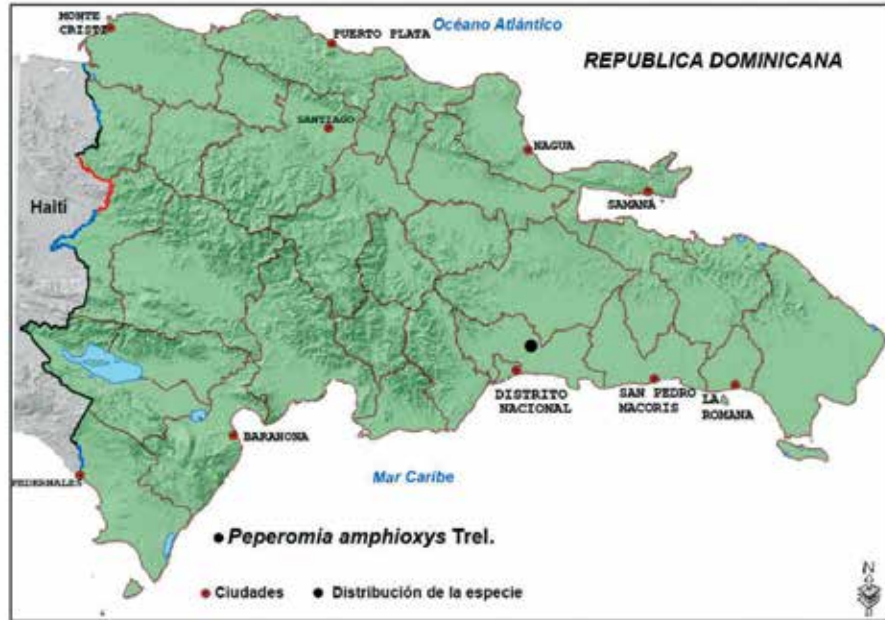 MONTE
CRISTI
PUERTO PLATA
Océano Atlántico
REPUBLICA DOMINICANA
SANTIAGO
NAGUA
SAMANÁ
Haití
DISTRITO
NACIONAL
SAN PEDRO
MACORIS
LA
ROMANA
BARAHONA
PEDERNALES
Mar Caribe
Peperomia amphioxys Trel.
Ciudades
Distribución de la especie
N